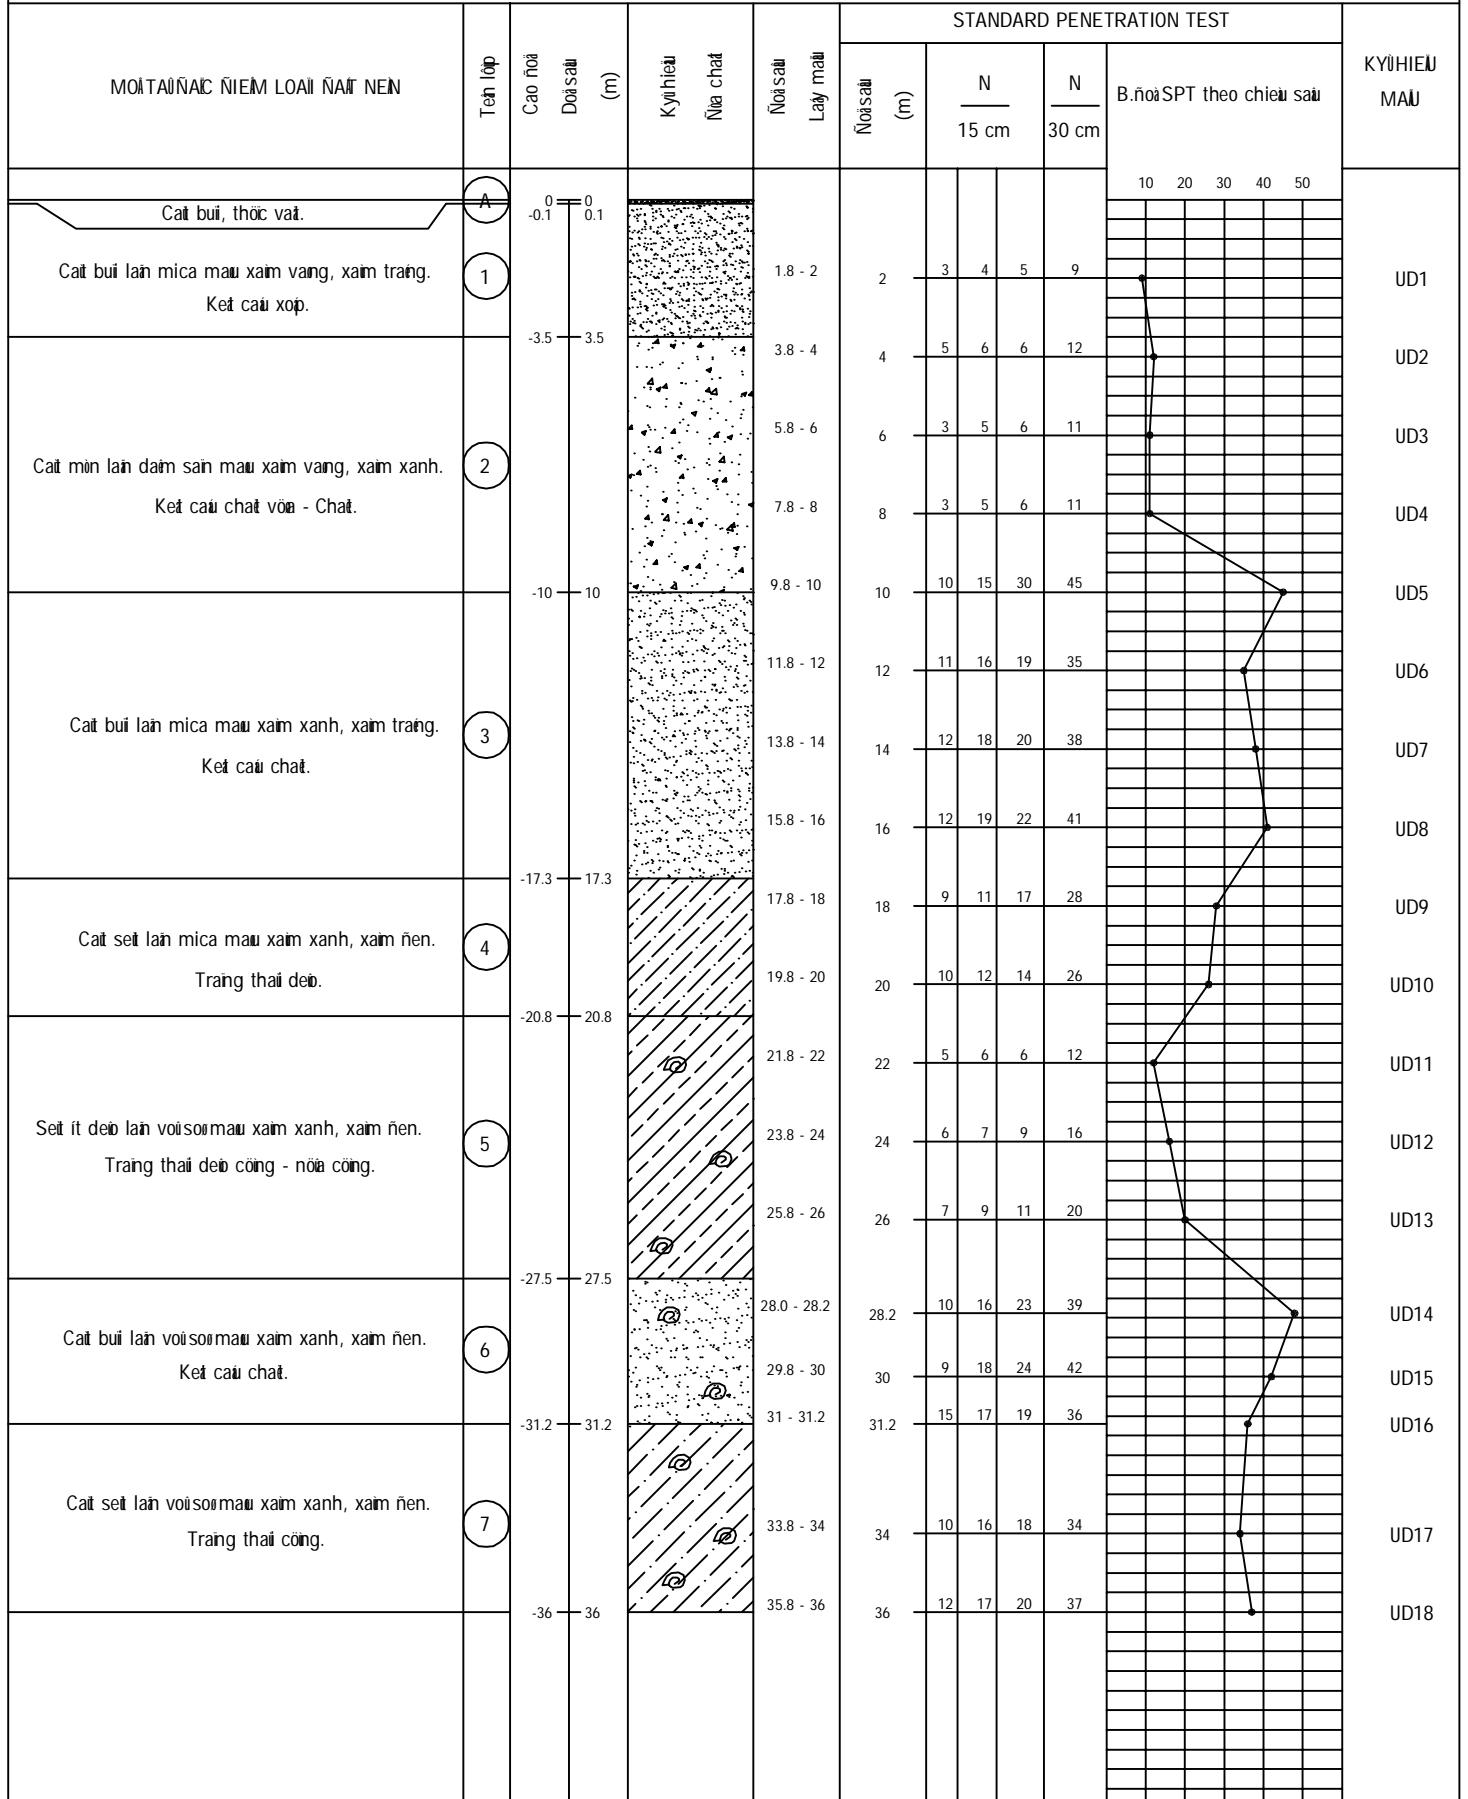 STANDARD PENETRATION TEST
MOÂ TAÛ ÑAËC ÑIEÅM LOAÏI ÑAÁT NEÀN
Teân lôùp
Cao ñoä
Doä saâu
(m)
Kyù hieäu
Ñòa chaát
Ñoä saâu
Laáy maãu
Ñoä saâu
(m)
N
15 cm
N
30 cm
B.ñoà SPT theo chieàu saâu
KYÙ HIEÄU
MAÃU
10 20 30 40 50
A
0 0
-0.1 0.1
Caùt buïi, thöïc vaät.
Caùt buïi laãn mica maøu xaùm vaøng, xaùm traéng.
Keát caáu xoáp.
1
1.8 - 2
2 3 4 5 9
UD1
-3.5 3.5
3.8 - 4
4 5 6 6 12
UD2
5.8 - 6
6 3 5 6 11
UD3
Caùt mòn laãn daêm saïn maøu xaùm vaøng, xaùm xanh.
Keát caáu chaët vöøa - Chaët.
2
7.8 - 8
8 3 5 6 11
UD4
9.8 - 10
-10 10
10 10 15 30 45
UD5
11.8 - 12
12 11 16 19 35
UD6
Caùt buïi laãn mica maøu xaùm xanh, xaùm traéng.
Keát caáu chaët.
3
13.8 - 14
14 12 18 20 38
UD7
15.8 - 16
16 12 19 22 41
UD8
-17.3 17.3
17.8 - 18
18 9 11 17 28
UD9
Caùt seùt laãn mica maøu xaùm xanh, xaùm ñen.
Traïng thaùi deûo.
4
19.8 - 20
20 10 12 14 26
UD10
-20.8 20.8
21.8 - 22
22 5 6 6 12
UD11
Seùt ít deûo laãn voû soø maøu xaùm xanh, xaùm ñen.
Traïng thaùi deûo cöùng - nöûa cöùng.
5
23.8 - 24
24 6 7 9 16
UD12
25.8 - 26
26 7 9 11 20
UD13
-27.5 27.5
28.0 - 28.2
28.2 10 16 23 39
UD14
Caùt buïi laãn voû soø maøu xaùm xanh, xaùm ñen.
Keát caáu chaët.
6
29.8 - 30
30 9 18 24 42
UD15
31 - 31.2
-31.2 31.2
31.2 15 17 19 36
UD16
Caùt seùt laãn voû soø maøu xaùm xanh, xaùm ñen.
Traïng thaùi cöùng.
7
33.8 - 34
34 10 16 18 34
UD17
35.8 - 36
-36 36
36 12 17 20 37
UD18